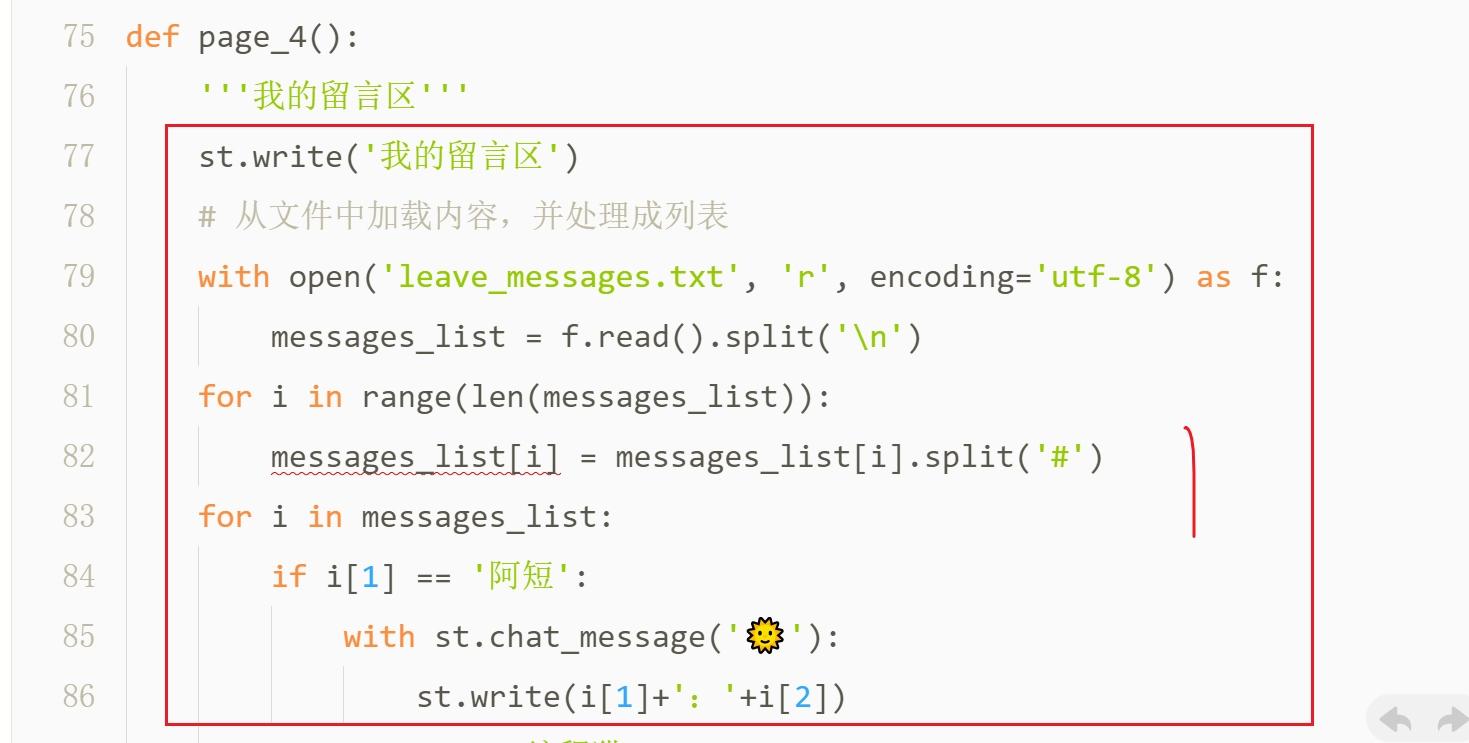 75 def page_4():
76 '''我的留言区'''
77 st.write('我的留言区')
78 # 从文件中加载内容，并处理成列表
79 with open('leave_messages.txt', 'r', encoding='utf-8') as f:
80 messages_list = f.read().split('\n')
81 for i in range(len(messages_list)):
82 messages_list[i] = messages_list[i].split('#')
83 for i in messages_list:
84 if i[1] == '阿短':
85 with st.chat_message('🌞'):
86 st.write(i[1]+'：'+i[2])